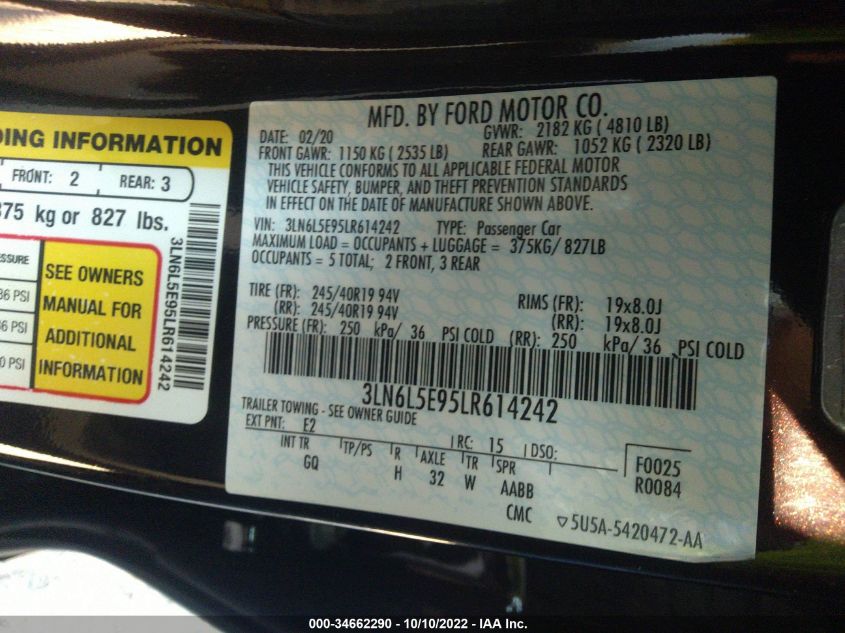 DING INFORMATION
FRONT: 2 REAR: 3
375 kg or 827 lbs.
SSURE
36 PSI
36 PSI
0 PSI
SEE OWNERS
MANUAL FOR
ADDITIONAL
INFORMATION
3LN6L5E95LR614242
MFD. BY FORD MOTOR CO.
DATE: 02/20 GVWR: 2182 KG ( 4810 LB)
FRONT GAWR: 1150 KG ( 2535 LB) REAR GAWR: 1052 KG ( 2320 LB)
THIS VEHICLE CONFORMS TO ALL APPLICABLE FEDERAL MOTOR
VEHICLE SAFETY, BUMPER, AND THEFT PREVENTION STANDARDS
IN EFFECT ON THE DATE OF MANUFACTURE SHOWN ABOVE.
VIN: 3LN6L5E95LR614242 TYPE: Passenger Car
MAXIMUM LOAD = OCCUPANTS + LUGGAGE = 375KG/ 827LB
OCCUPANTS = 5 TOTAL; 2 FRONT, 3 REAR
TIRE (FR): 245/40R19 94V RIMS (FR): 19x8.0J
(RR): 245/40R19 94V (RR): 19x8.0J
PRESSURE (FR): 250 kPa/ 36 PSI COLD (RR): 250 kPa/ 36 PSI COLD
3LN6L5E95LR614242
TRAILER TOWING - SEE OWNER GUIDE
EXT PNT: E2 RC: 15 DSO:
INT TR TP/PS R AXLE TR SPR
GQ H 32 W AABB
F0025
R0084
CMC
5U5A-5420472-AA
000-34662290 - 10/10/2022 - IAA Inc.